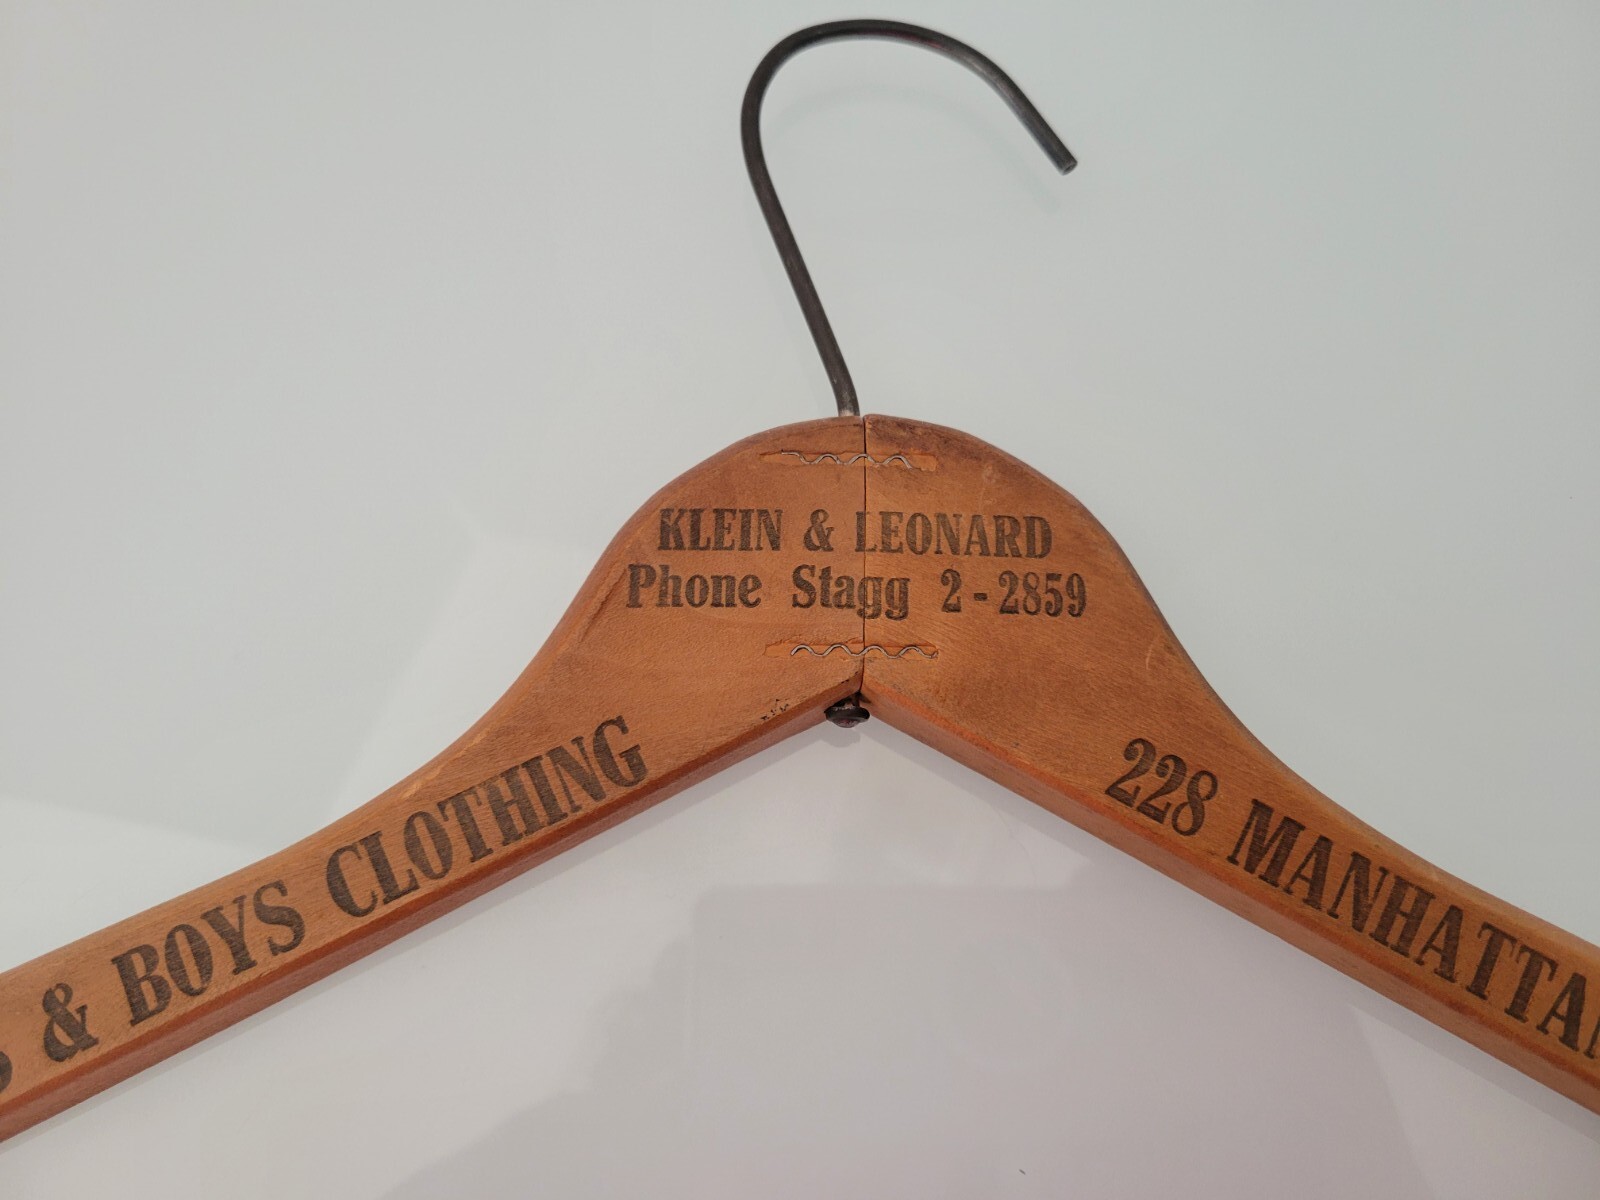 KLEIN & LEONARD
Phone Stagg 2-2859
& BOYS CLOTHING
228 MANHATTAN